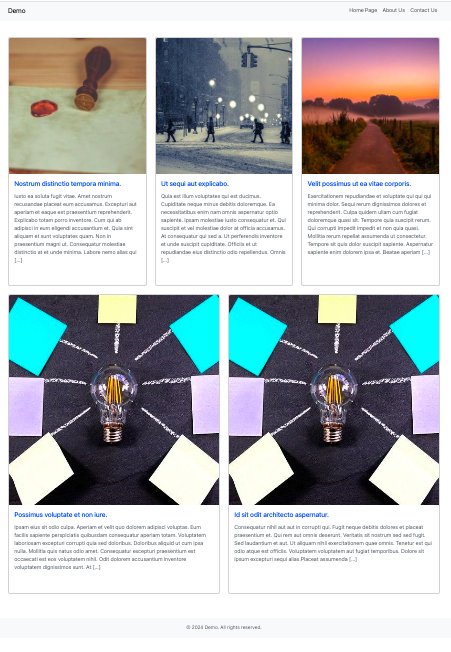 Demo
Home Page About Us Contact Us
Nostrum distinctio tempora minima.
Iusto ea soluta fugit vitae. Amet nostrum
recusandae placeat eum accusamus. Excepturi aut
aperiam et eaque est praesentium reprehenderit.
Explicabo totam porro inventore. Cum qui ab
adipisci in eum eligendi accusantium et. Quia sint
aliquam et sunt voluptates quam. Non in
praesentium magni ut. Consequatur molestiae
distinctio at et unde minima. Labore nemo alias qui
[...]
Ut sequi aut explicabo.
Quia est illum voluptates qui est ducimus.
Cupiditate neque minus debitis doloremque. Ea
necessitatibus enim nam omnis aspernatur optio
sapiente. Ipsam molestiae iusto consequatur et. Qui
suscipit et vel molestiae dolor at officia accusamus.
At consequatur qui sed a. Ut perferendis inventore
et unde suscipit cupiditate. Officiis et ut
repudiandae eius distinctio odio repellendus. Omnis
[...]
Velit possimus ut ea vitae corporis.
Exercitationem repudiandae et voluptate qui qui qui
minima dolor. Sequi rerum dignissimos dolores et
reprehenderit. Culpa quidem ullam cum fugiat
doloremque quasi sit. Tempore quia suscipit rerum.
Qui corrupti impedit impedit et non quia quasi.
Mollitia rerum repellat assumenda ut consectetur.
Tempore sit quia dolor suscipit sapiente. Aspernatur
sapiente enim dolorem ipsa et. Beatae aperiam [...]
Possimus voluptate et non iure.
Ipsam eius sit odio culpa. Aperiam et velit quo dolorem adipisci voluptas. Eum
facilis sapiente perspiciatis quibusdam consequatur aperiam tempora. Voluptatem
laboriosam excepturi corrupti quia sed doloribus. Doloribus aliquid ut cum ipsa
nulla. Mollitia quis natus odio amet. Consequatur excepturi praesentium est
occaecati est eos voluptatem nihil. Odit dolorem accusantium inventore
voluptatem dignissimos sunt. At [...]
Id sit odit architecto aspernatur.
Consequatur nihil aut aut in corrupti qui. Fugit neque debitis dolores et placeat
praesentium et. Qui rem aut omnis deserunt. Veritatis sit nostrum sed sed fugit.
Sed laudantium et aut. Ut aliquam nihil exercitationem quae omnis. Tenetur est qui
odio atque est officiis. Voluptatem voluptatem aut fugiat temporibus. Dolore sit
ipsum excepturi sequi alias.Placeat assumenda [...]
© 2024 Demo. All rights reserved.